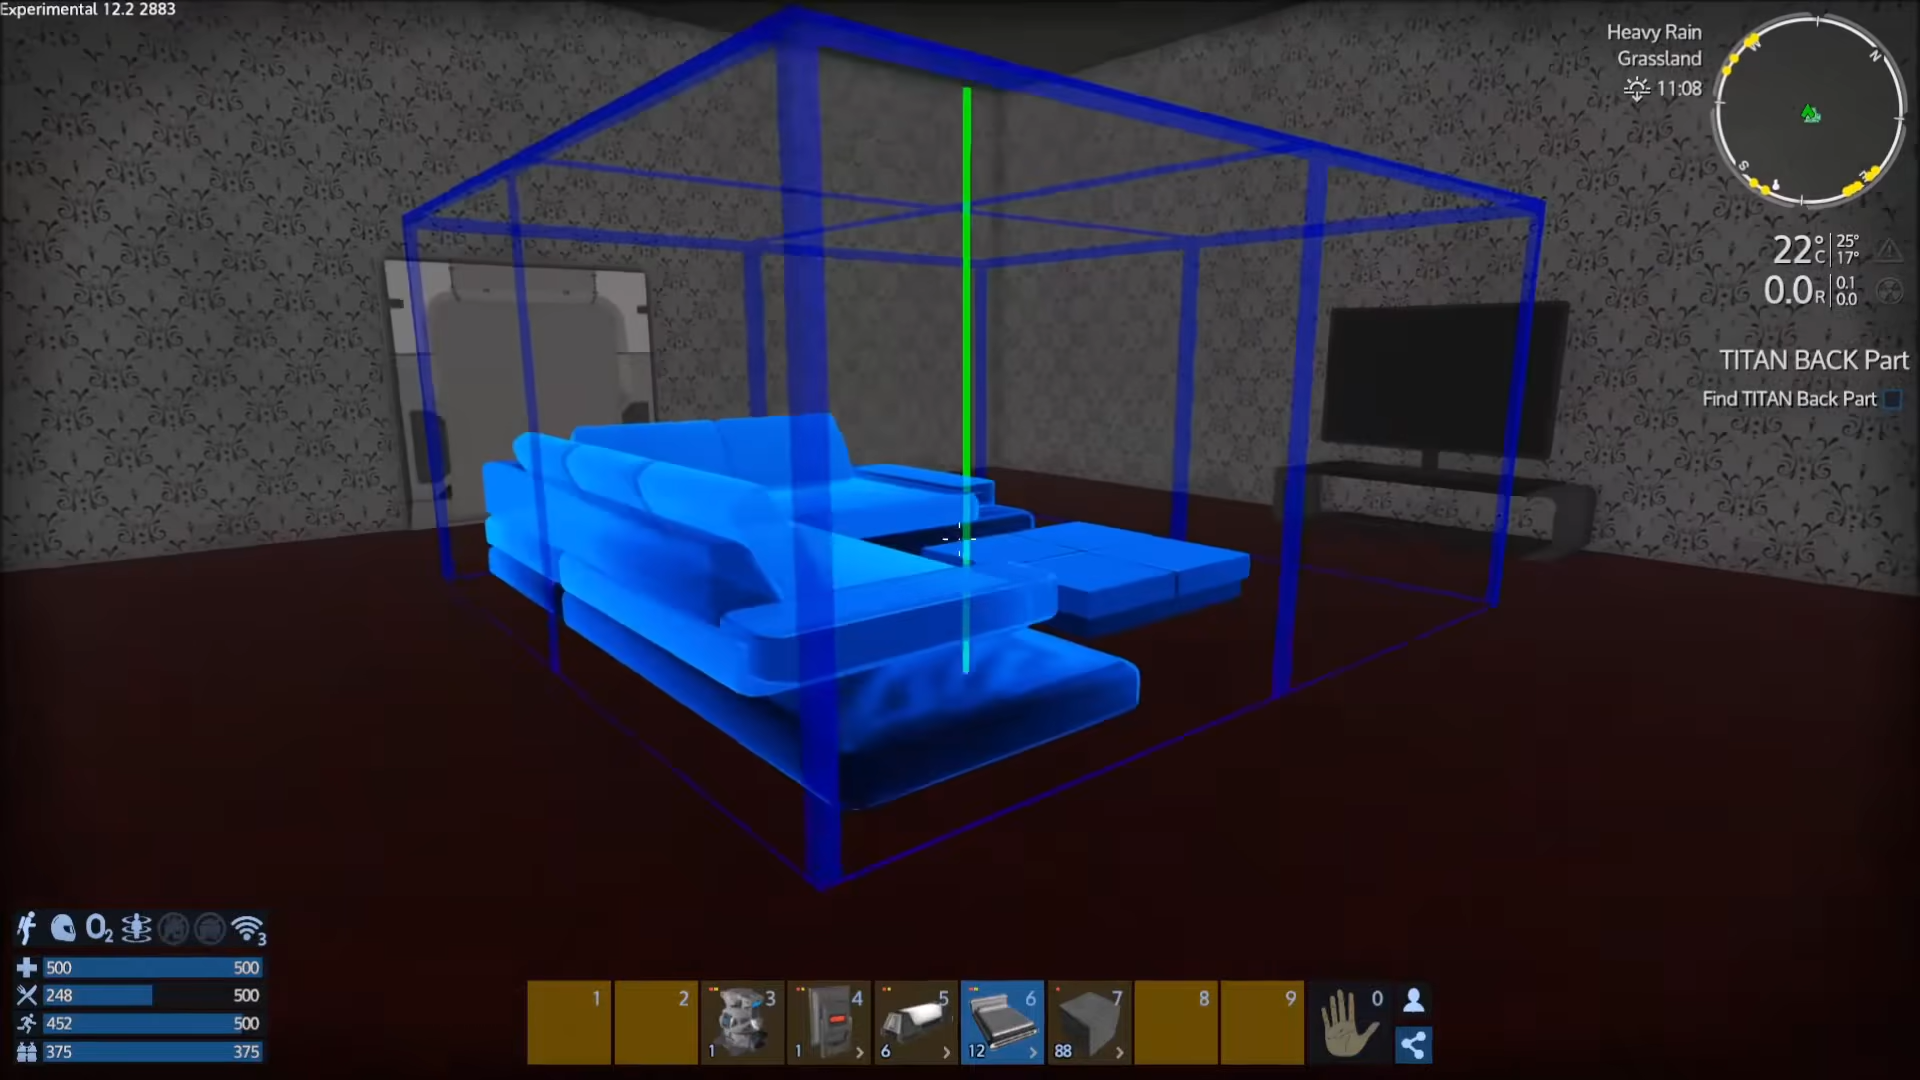 Experimental 12.2 2883
Heavy Rain
Grassland
11:08
N
S
E
22°C 25° 17°
0.0R 0.1 0.0
TITAN BACK Part
Find TITAN Back Part
O2 3
500 500
248 500
452 500
375 375
1 2 3 4 5 6 7 8 9 0
1 1 6 12 88